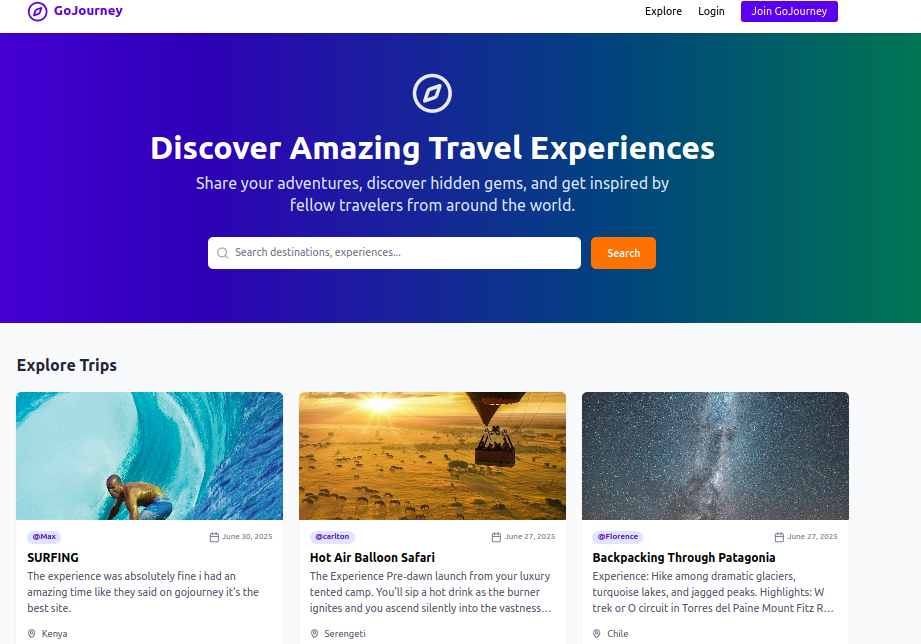 GoJourney
Explore Login Join GoJourney
Discover Amazing Travel Experiences
Share your adventures, discover hidden gems, and get inspired by
fellow travelers from around the world.
Search destinations, experiences...
Search
Explore Trips
@Max June 30, 2025
SURFING
The experience was absolutely fine i had an
amazing time like they said on gojourney it's the
best site.
Kenya
@carlton June 27, 2025
Hot Air Balloon Safari
The Experience Pre-dawn launch from your luxury
tented camp. You'll sip a hot drink as the burner
ignites and you ascend silently into the vastness...
Serengeti
@Florence June 27, 2025
Backpacking Through Patagonia
Experience: Hike among dramatic glaciers,
turquoise lakes, and jagged peaks. Highlights: W
trek or O circuit in Torres del Paine Mount Fitz R...
Chile